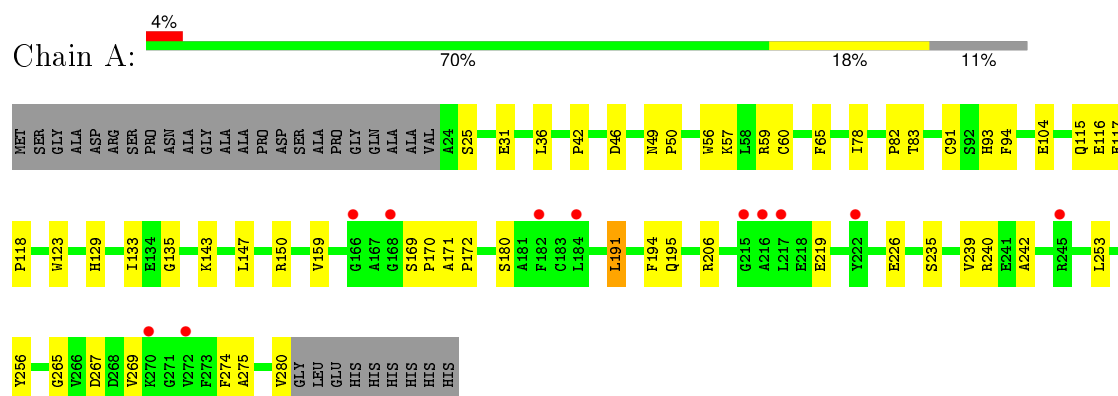 4%
Chain A:
70% 18% 11%
MET SER GLY ALA ASP ARG SER PRO ASN ALA GLY ALA ALA ALA PRO ASP SER ALA PRO GLY GLN ALA ALA VAL A24 S25 E31 L36 P42 D46 N49 P50 W56 K57 L58 R59 C60 F65 I78 P82 T83 C91 S92 H93 F94 E104 Q115 E116 F117
P118 W123 H129 I133 E134 G135 K143 L147 R150 V159 G166 A167 G168 S169 P170 A171 P172 S180 A181 F182 C183 L184 L191 F194 Q195 R206 G215 A216 L217 E218 E219 Y222 E226 S235 V239 R240 E241 A242 R245 L253
Y256 G265 V266 D267 D268 V269 K270 G271 V272 F273 F274 A275 V280 GLY LEU GLU HIS HIS HIS HIS HIS HIS